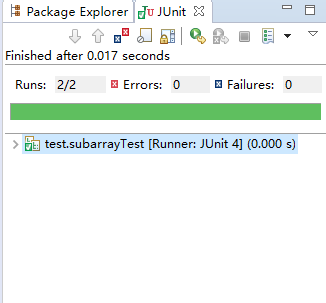 Package Explorer JUnit
Finished after 0.017 seconds
Runs: 2/2 Errors: 0 Failures: 0
test.subarrayTest [Runner: JUnit 4] (0.000 s)